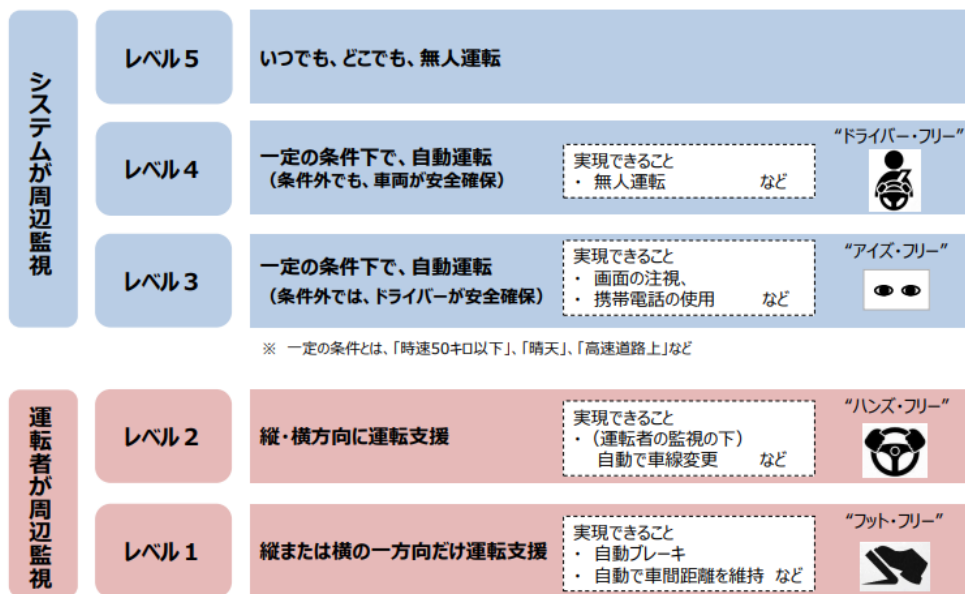 システムが周辺監視
レベル5
いつでも、どこでも、無人運転
レベル4
一定の条件下で、自動運転
（条件外でも、車両が安全確保）
実現できること
・ 無人運転 など
“ドライバー・フリー”
レベル3
一定の条件下で、自動運転
（条件外では、ドライバーが安全確保）
実現できること
・ 画面の注視、
・ 携帯電話の使用 など
“アイズ・フリー”
※ 一定の条件とは、「時速50キロ以下」、「晴天」、「高速道路上」など
運転者が周辺監視
レベル2
縦・横方向に運転支援
実現できること
・（運転者の監視の下）
自動で車線変更 など
“ハンズ・フリー”
レベル1
縦または横の一方向だけ運転支援
実現できること
・ 自動ブレーキ
・ 自動で車間距離を維持 など
“フット・フリー”